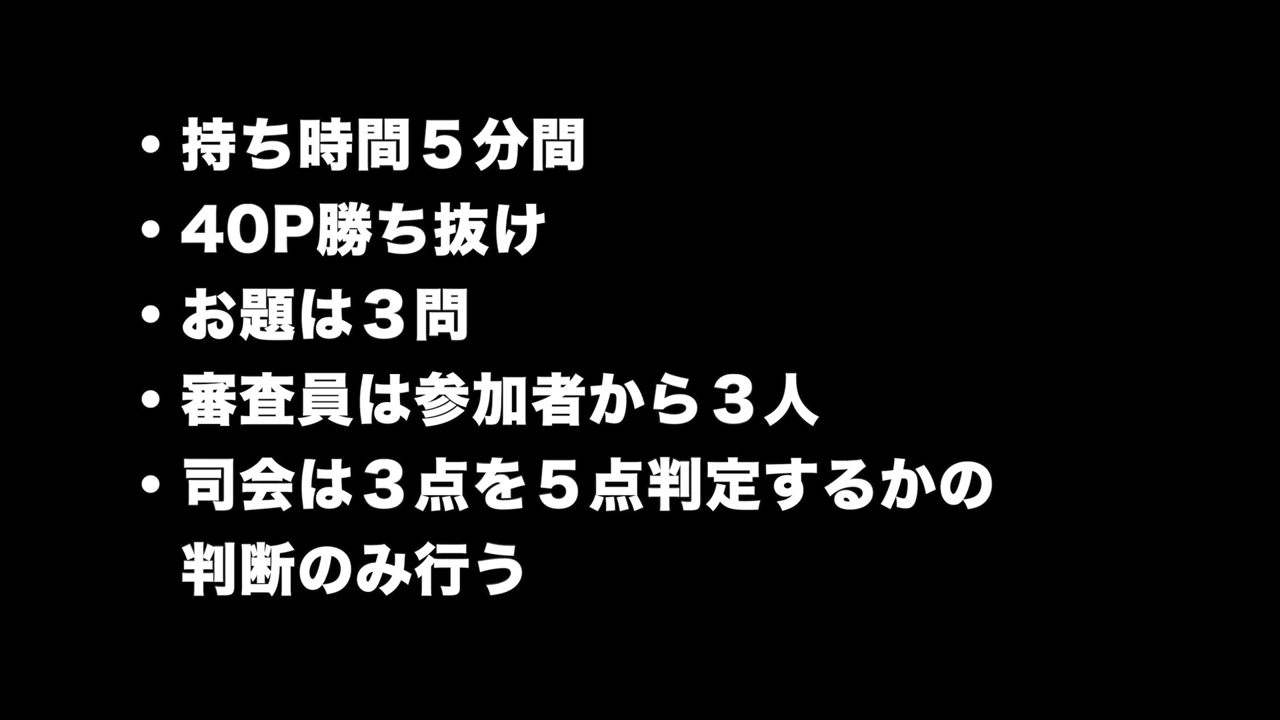 ・持ち時間５分間
・40P勝ち抜け
・お題は３問
・審査員は参加者から３人
・司会は３点を５点判定するかの
判断のみ行う